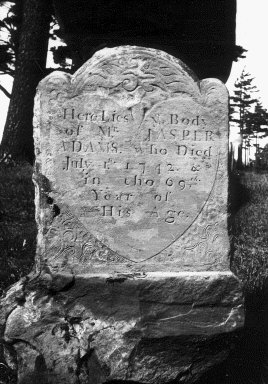 Here Lies yᵉ Body
of Mʳ JASPER
ADAMS who Died
July 1ˢᵗ 1742 &
in tho 69ᵗʰ
Year of
His Age